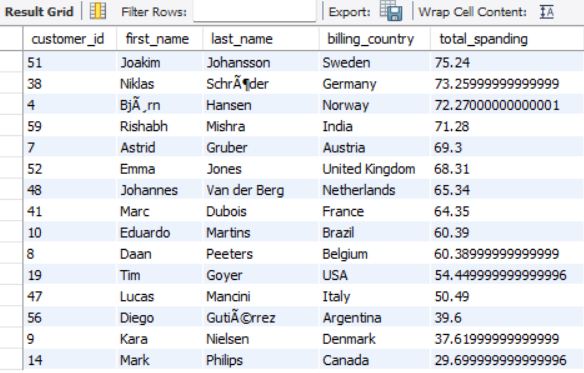 Result Grid Filter Rows: Export: Wrap Cell Content:
customer_id first_name last_name billing_country total_spanding
51 Joakim Johansson Sweden 75.24
38 Niklas SchrÃ¶der Germany 73.25999999999999
4 BjÃ¸rn Hansen Norway 72.27000000000001
59 Rishabh Mishra India 71.28
7 Astrid Gruber Austria 69.3
52 Emma Jones United Kingdom 68.31
48 Johannes Van der Berg Netherlands 65.34
41 Marc Dubois France 64.35
10 Eduardo Martins Brazil 60.39
8 Daan Peeters Belgium 60.38999999999999
19 Tim Goyer USA 54.449999999999996
47 Lucas Mancini Italy 50.49
56 Diego GutiÃ©rrez Argentina 39.6
9 Kara Nielsen Denmark 37.61999999999999
14 Mark Philips Canada 29.699999999999996